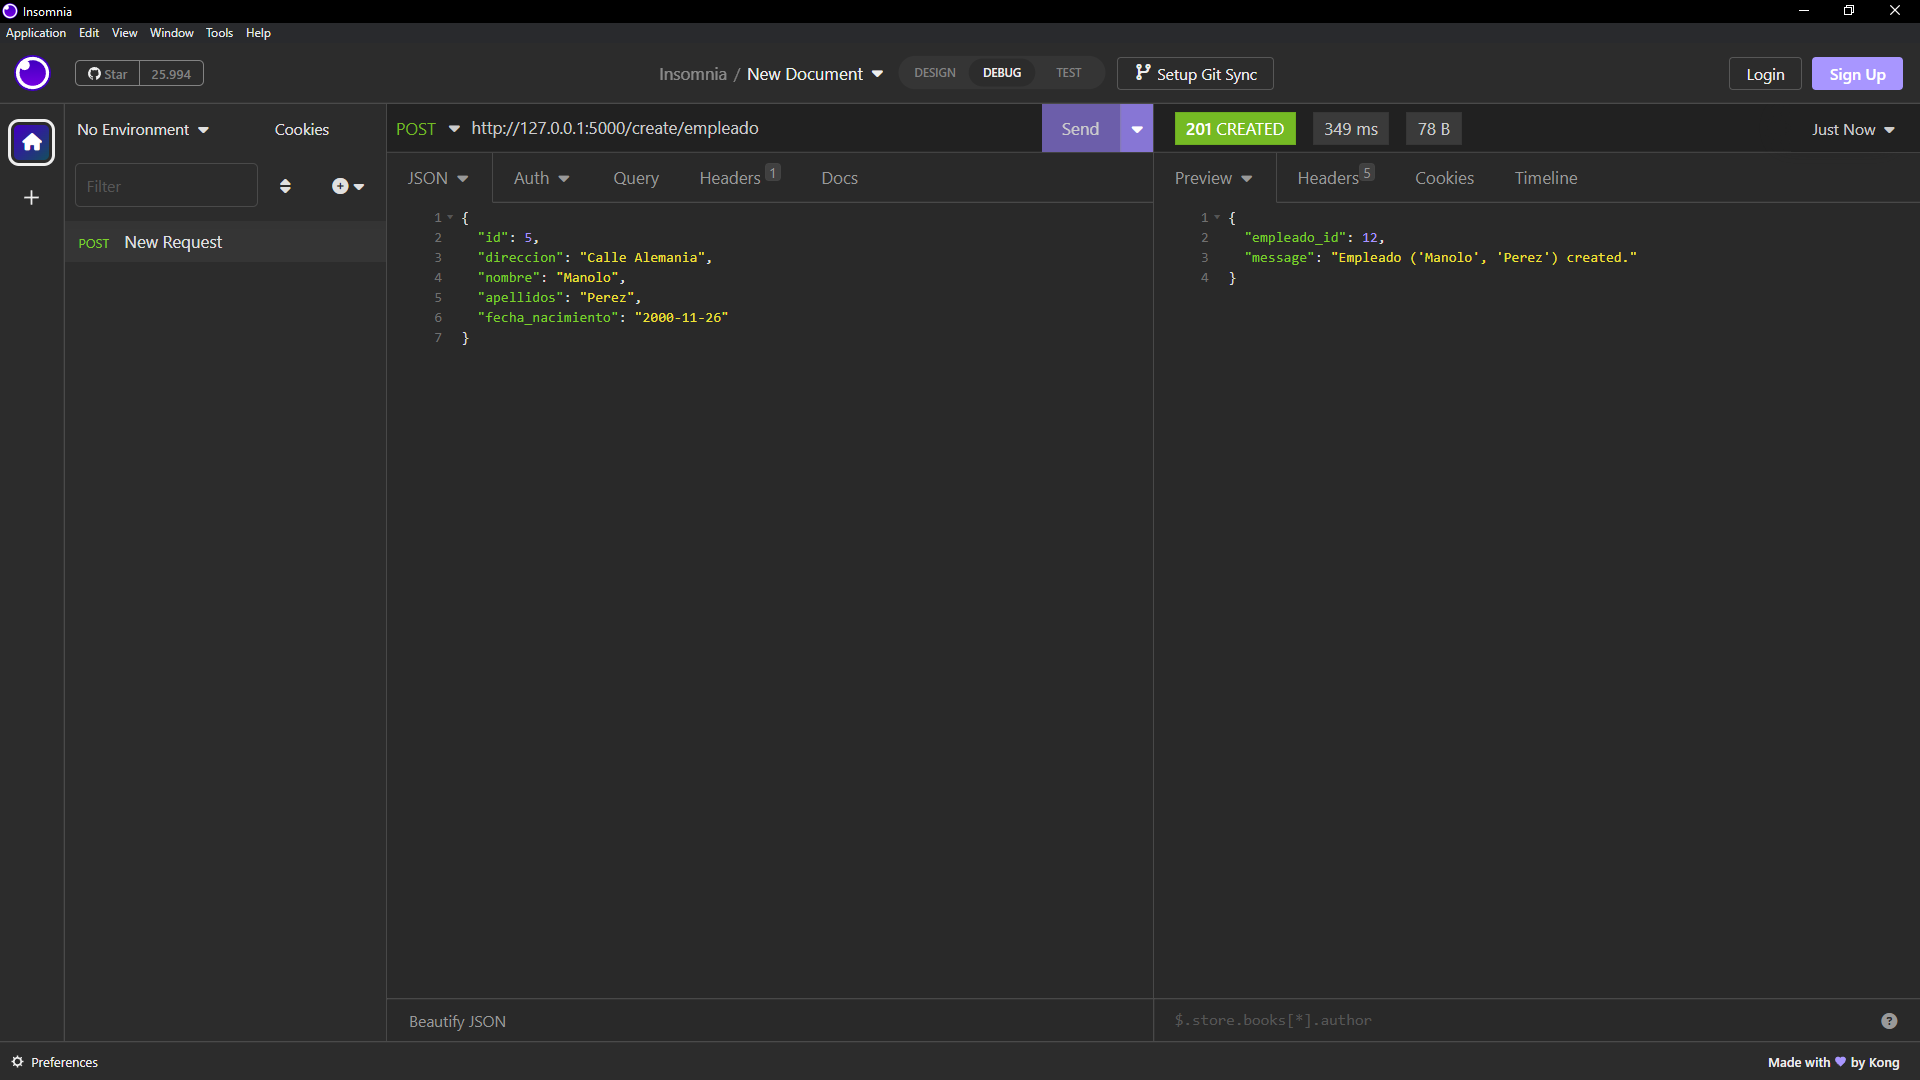 Insomnia
Application Edit View Window Tools Help
Star 25.994
Insomnia / New Document
DESIGN DEBUG TEST
Setup Git Sync
Login
Sign Up
No Environment
Cookies
Filter
POST New Request
POST http://127.0.0.1:5000/create/empleado
Send
JSON Auth Query Headers 1 Docs
1 {
2 "id": 5,
3 "direccion": "Calle Alemania",
4 "nombre": "Manolo",
5 "apellidos": "Perez",
6 "fecha_nacimiento": "2000-11-26"
7 }
Beautify JSON
201 CREATED 349 ms 78 B
Just Now
Preview Headers 5 Cookies Timeline
1 {
2 "empleado_id": 12,
3 "message": "Empleado ('Manolo', 'Perez') created."
4 }
$.store.books[*].author
?
Preferences
Made with 💜 by Kong